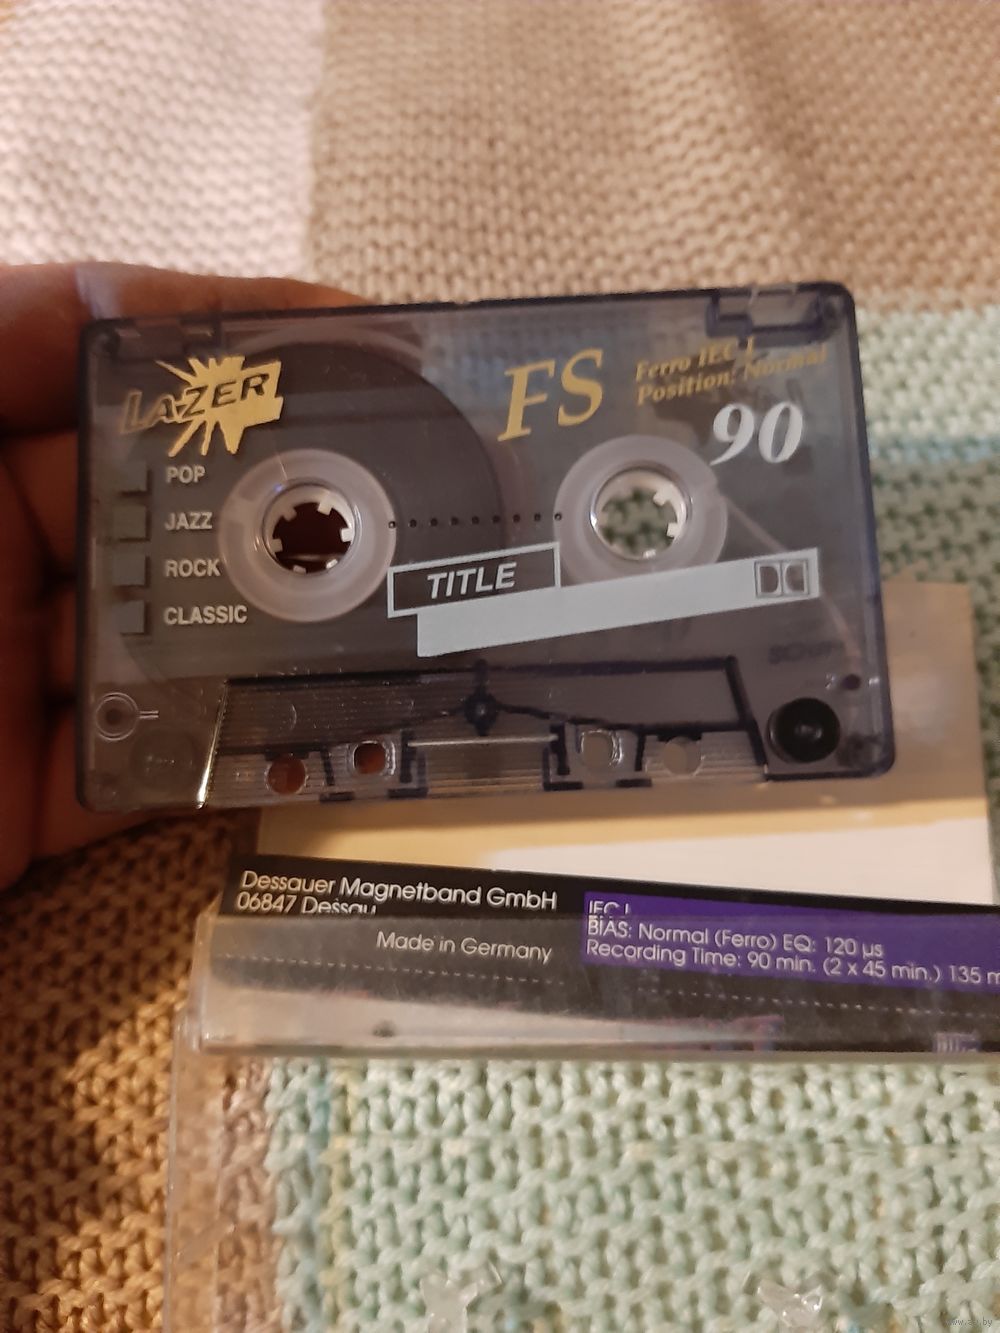 LAZER
FS
Ferro IEC I
Position: Normal
90
POP
JAZZ
ROCK
CLASSIC
TITLE
Dessauer Magnetband GmbH
06847 Dessau
Made in Germany
IEC I
BIAS: Normal (Ferro) EQ: 120 µs
Recording Time: 90 min. (2 x 45 min.) 135 m